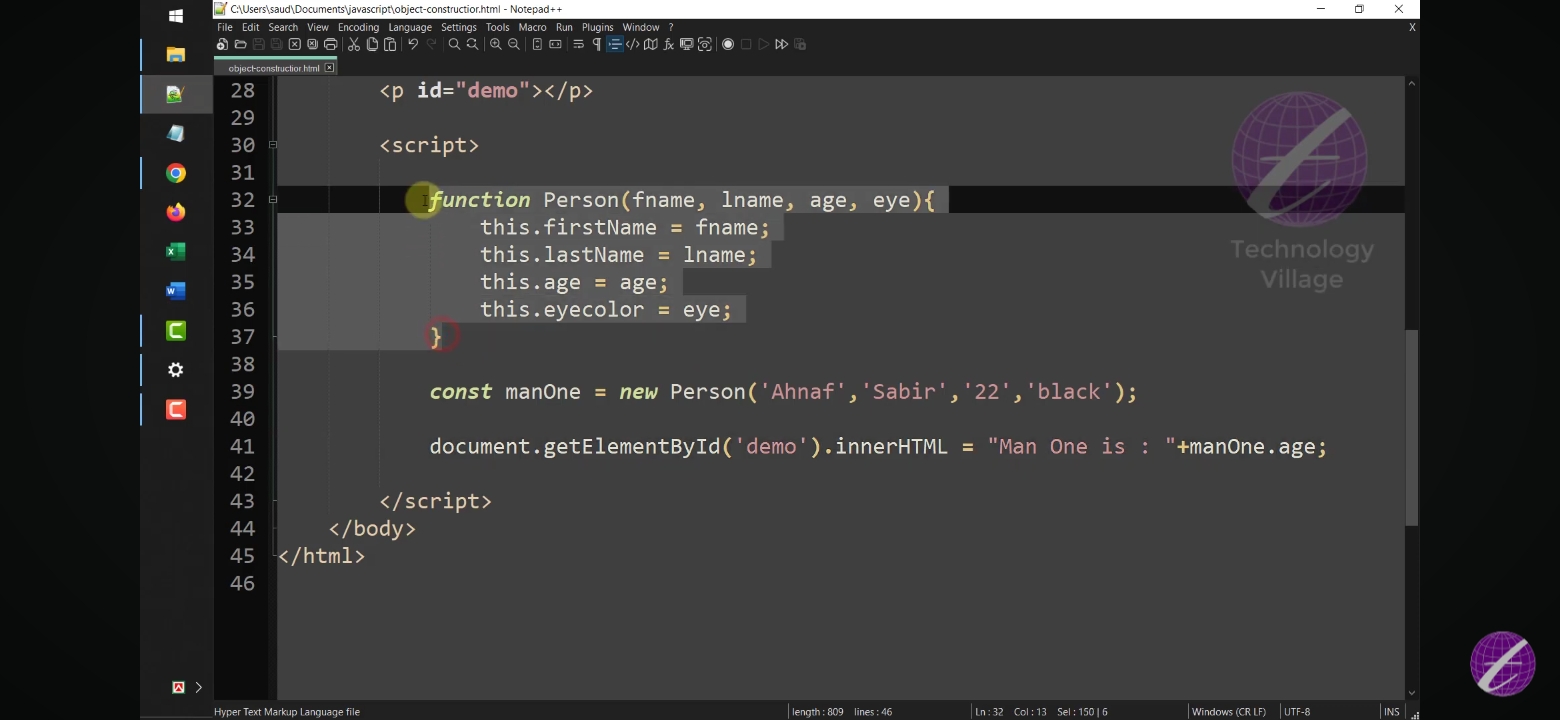 C:\Users\saud\Documents\javascript\object-constructior.html - Notepad++
File Edit Search View Encoding Language Settings Tools Macro Run Plugins Window ? X
object-constructior.html
28 <p id="demo"></p>
29
30 <script>
31
32 function Person(fname, lname, age, eye){
33 this.firstName = fname;
34 this.lastName = lname;
35 this.age = age;
36 this.eyecolor = eye;
37 }
38
39 const manOne = new Person('Ahnaf','Sabir','22','black');
40
41 document.getElementById('demo').innerHTML = "Man One is : "+manOne.age;
42
43 </script>
44 </body>
45 </html>
46
Technology
Village
Hyper Text Markup Language file length : 809 lines : 46 Ln : 32 Col : 13 Sel : 150 | 6 Windows (CR LF) UTF-8 INS